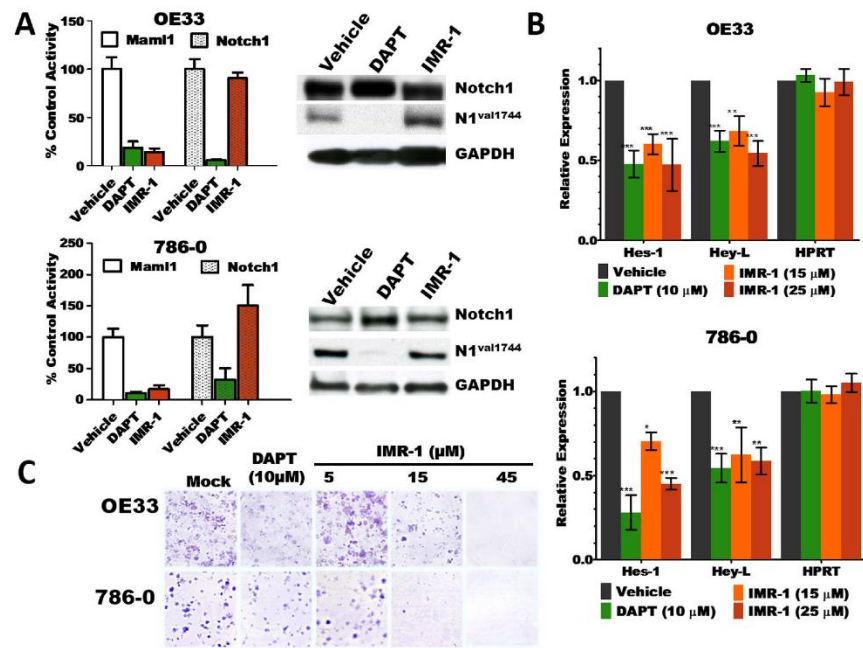 A
OE33
Maml1 Notch1
% Control Activity
150
100
50
0
Vehicle
DAPT
IMR-1
Vehicle
DAPT
IMR-1
Vehicle
DAPT
IMR-1
Notch1
N1val1744
GAPDH
786-0
Maml1 Notch1
% Control Activity
250
200
150
100
50
0
Vehicle
DAPT
IMR-1
Vehicle
DAPT
IMR-1
Vehicle
DAPT
IMR-1
Notch1
N1val1744
GAPDH
B
OE33
Relative Expression
1.0
0.5
0.0
*** *** ***
*** ** ***
Hes-1 Hey-L HPRT
Vehicle IMR-1 (15 μM)
DAPT (10 μM) IMR-1 (25 μM)
786-0
Relative Expression
1.0
0.5
0.0
*** * ***
*** ** **
Hes-1 Hey-L HPRT
Vehicle IMR-1 (15 μM)
DAPT (10 μM) IMR-1 (25 μM)
C
DAPT IMR-1 (μM)
Mock (10μM) 5 15 45
OE33
786-0